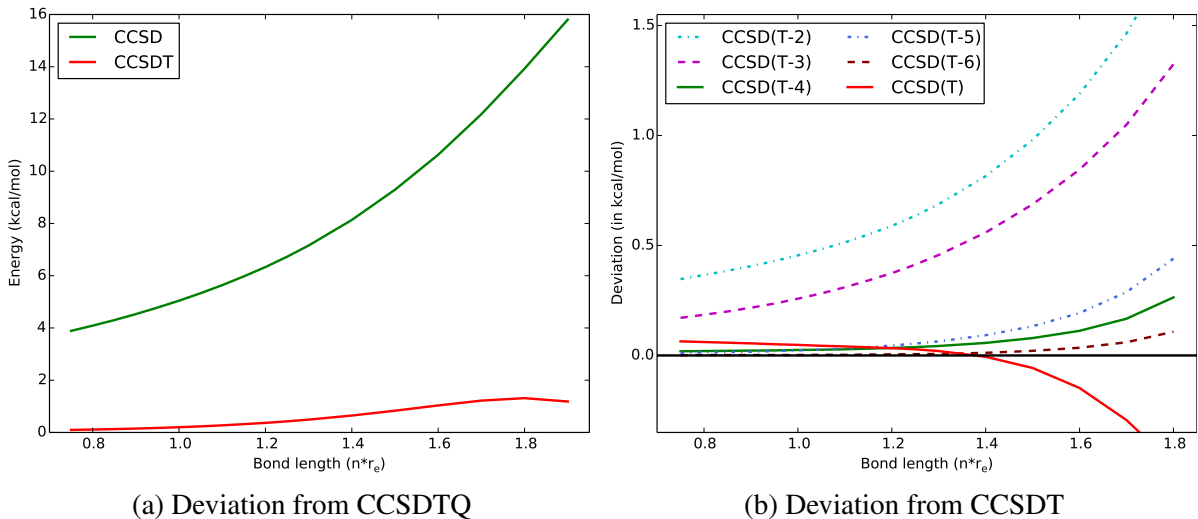 16
14
12
10
8
6
4
2
0
Energy (kcal/mol)
CCSD
CCSDT
0.8 1.0 1.2 1.4 1.6 1.8
Bond length (n*re)
(a) Deviation from CCSDTQ
1.5
1.0
0.5
0.0
Deviation (in kcal/mol)
CCSD(T-2) CCSD(T-5)
CCSD(T-3) CCSD(T-6)
CCSD(T-4) CCSD(T)
0.8 1.0 1.2 1.4 1.6 1.8
Bond length (n*re)
(b) Deviation from CCSDT